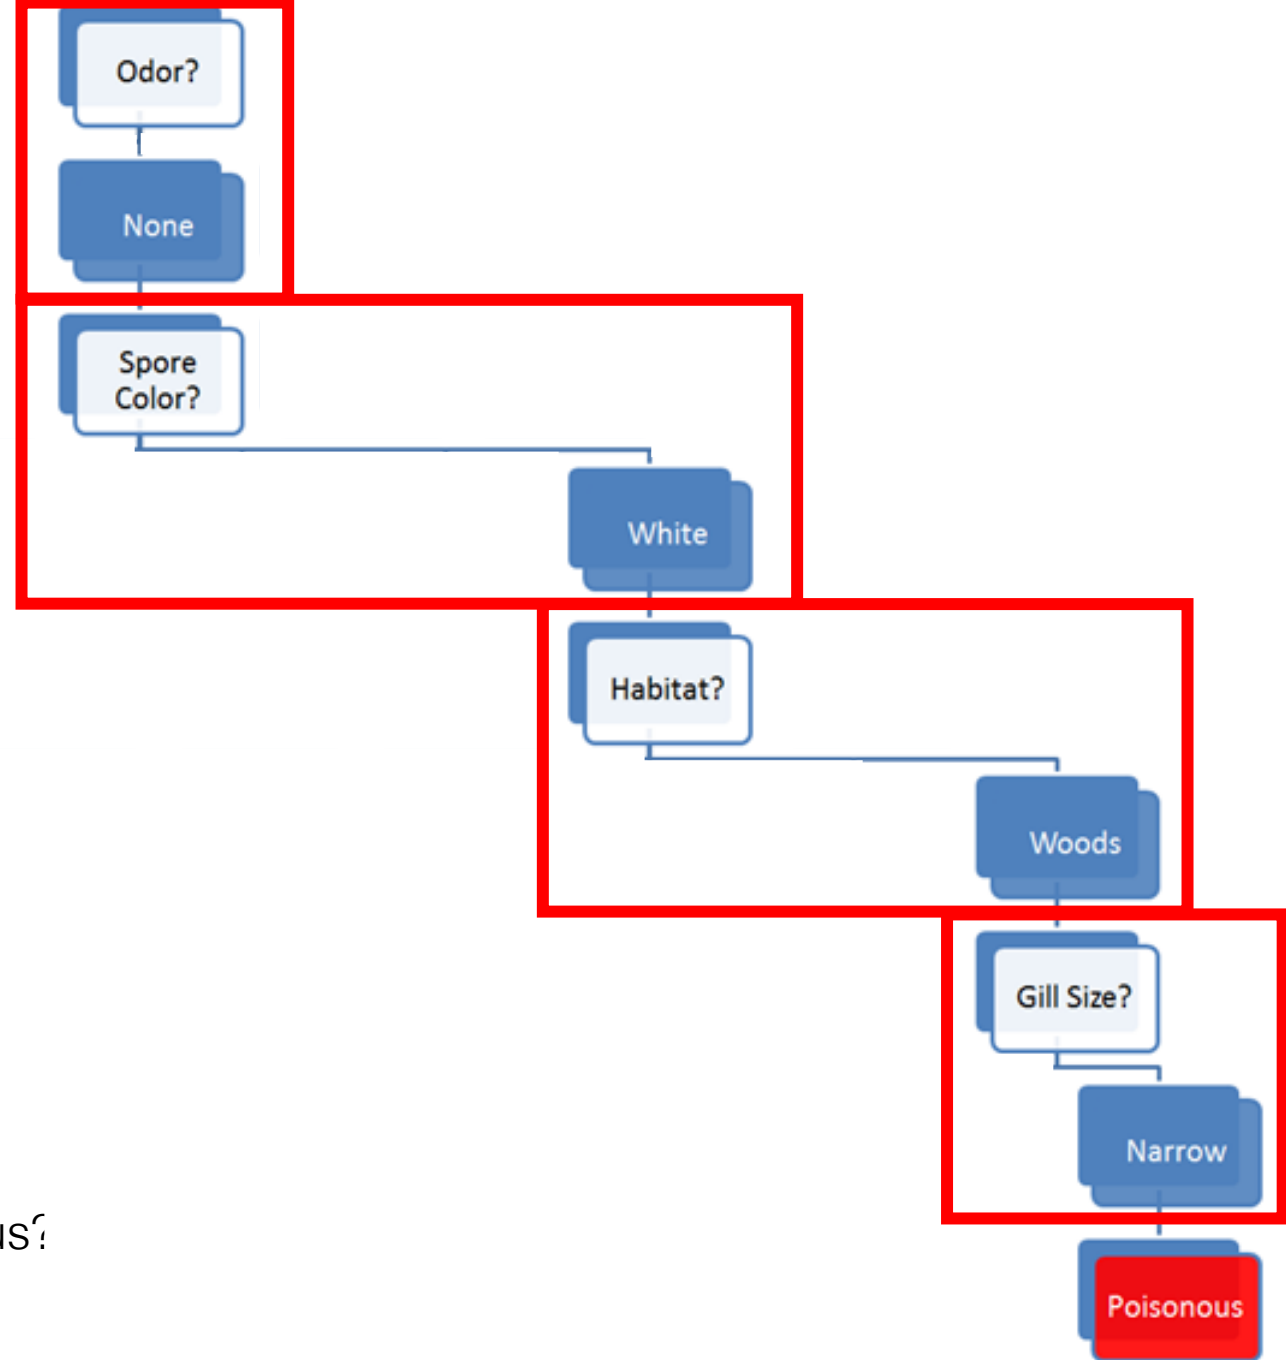 Odor?
None
Spore
Color?
White
Habitat?
Woods
Gill Size?
Narrow
Poisonous